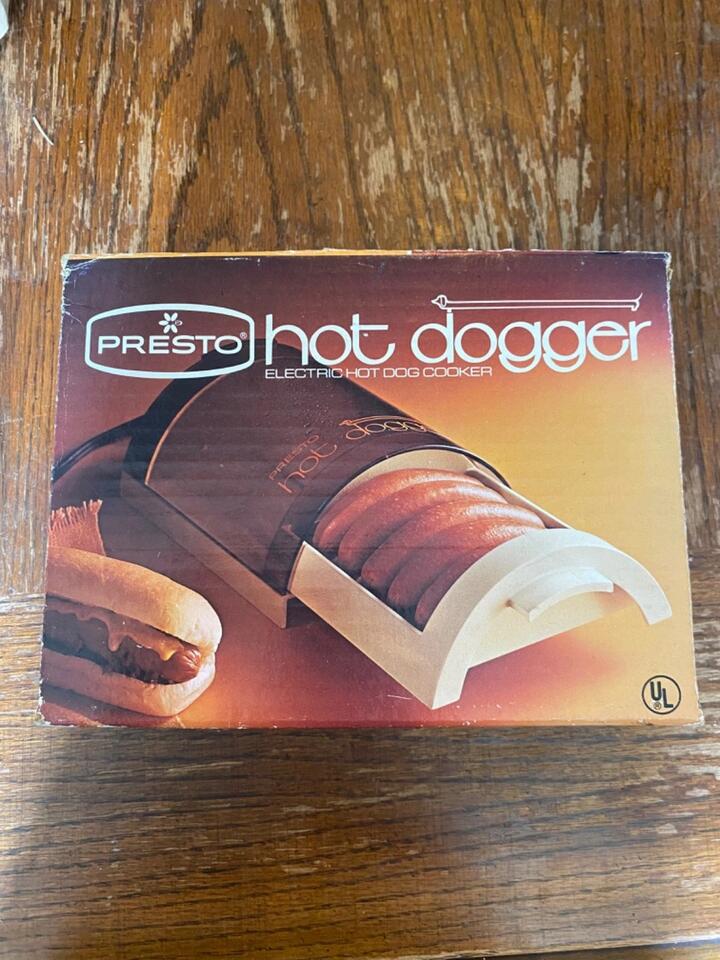 PRESTO®
hot dogger
ELECTRIC HOT DOG COOKER
PRESTO
hot dogger
UL®